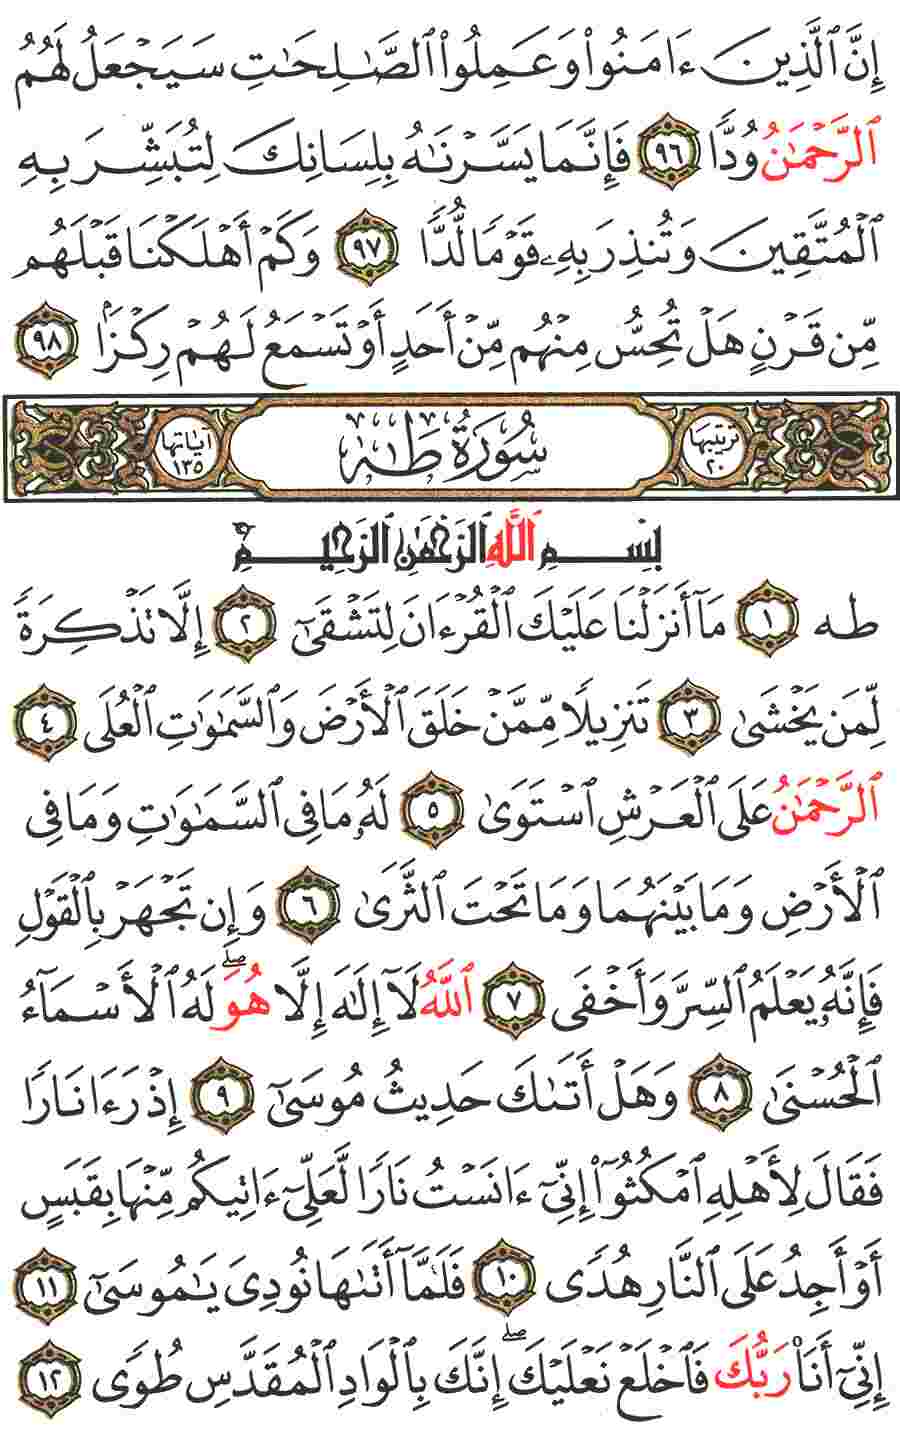 إِنَّ ٱلَّذِينَ ءَامَنُوا۟ وَعَمِلُوا۟ ٱلصَّـٰلِحَـٰتِ سَيَجْعَلُ لَهُمُ
ٱلرَّحْمَـٰنُ وُدًّا ٩٦ فَإِنَّمَا يَسَّرْنَـٰهُ بِلِسَانِكَ لِتُبَشِّرَ بِهِ
ٱلْمُتَّقِينَ وَتُنذِرَ بِهِۦ قَوْمًا لُّدًّا ٩٧ وَكَمْ أَهْلَكْنَا قَبْلَهُم
مِّن قَرْنٍ هَلْ تُحِسُّ مِنْهُم مِّنْ أَحَدٍ أَوْ تَسْمَعُ لَهُمْ رِكْزًۢا ٩٨
ترتيبها ٢٠ سُورَةُ طَـٰهٰ آياتها ١٣٥
بِسْمِ ٱللَّهِ ٱلرَّحْمَـٰنِ ٱلرَّحِيمِ
طه ١ مَآ أَنزَلْنَا عَلَيْكَ ٱلْقُرْءَانَ لِتَشْقَىٰٓ ٢ إِلَّا تَذْكِرَةً
لِّمَن يَخْشَىٰ ٣ تَنزِيلًا مِّمَّنْ خَلَقَ ٱلْأَرْضَ وَٱلسَّمَـٰوَٰتِ ٱلْعُلَى ٤
ٱلرَّحْمَـٰنُ عَلَى ٱلْعَرْشِ ٱسْتَوَىٰ ٥ لَهُۥ مَا فِى ٱلسَّمَـٰوَٰتِ وَمَا فِى
ٱلْأَرْضِ وَمَا بَيْنَهُمَا وَمَا تَحْتَ ٱلثَّرَىٰ ٦ وَإِن تَجْهَرْ بِٱلْقَوْلِ
فَإِنَّهُۥ يَعْلَمُ ٱلسِّرَّ وَأَخْفَى ٧ ٱللَّهُ لَآ إِلَـٰهَ إِلَّا هُوَ ۖ لَهُ ٱلْأَسْمَآءُ
ٱلْحُسْنَىٰ ٨ وَهَلْ أَتَىٰكَ حَدِيثُ مُوسَىٰٓ ٩ إِذْ رَءَا نَارًا
فَقَالَ لِأَهْلِهِ ٱمْكُثُوٓا۟ إِنِّىٓ ءَانَسْتُ نَارًا لَّعَلِّىٓ ءَاتِيكُم مِّنْهَا بِقَبَسٍ
أَوْ أَجِدُ عَلَى ٱلنَّارِ هُدًى ١٠ فَلَمَّآ أَتَىٰهَا نُودِىَ يَـٰمُوسَىٰٓ ١١
إِنِّىٓ أَنَا۠ رَبُّكَ فَٱخْلَعْ نَعْلَيْكَ ۖ إِنَّكَ بِٱلْوَادِ ٱلْمُقَدَّسِ طُوًى ١٢